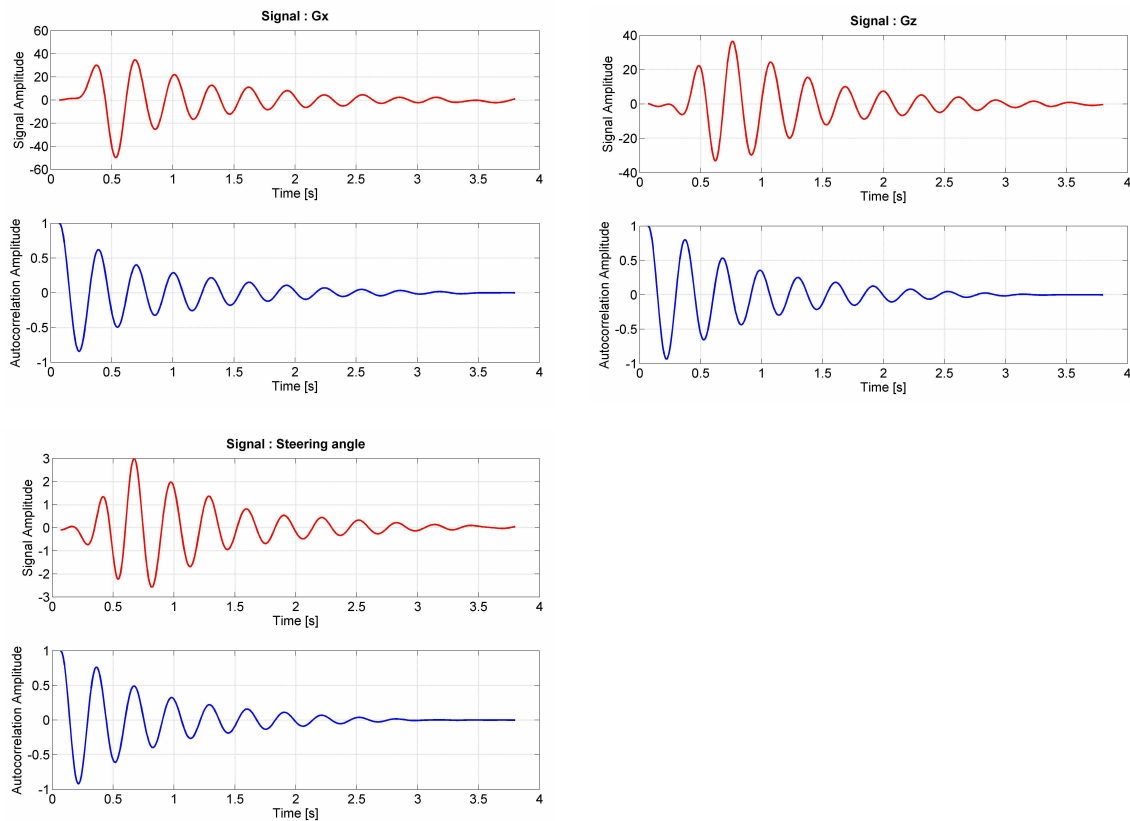 Signal : Gx
Signal Amplitude
60
40
20
0
-20
-40
-60
0 0.5 1 1.5 2 2.5 3 3.5 4
Time [s]
Autocorrelation Amplitude
1
0.5
0
-0.5
-1
0 0.5 1 1.5 2 2.5 3 3.5 4
Time [s]
Signal : Gz
Signal Amplitude
40
20
0
-20
-40
0 0.5 1 1.5 2 2.5 3 3.5 4
Time [s]
Autocorrelation Amplitude
1
0.5
0
-0.5
-1
0 0.5 1 1.5 2 2.5 3 3.5 4
Time [s]
Signal : Steering angle
Signal Amplitude
3
2
1
0
-1
-2
-3
0 0.5 1 1.5 2 2.5 3 3.5 4
Time [s]
Autocorrelation Amplitude
1
0.5
0
-0.5
-1
0 0.5 1 1.5 2 2.5 3 3.5 4
Time [s]